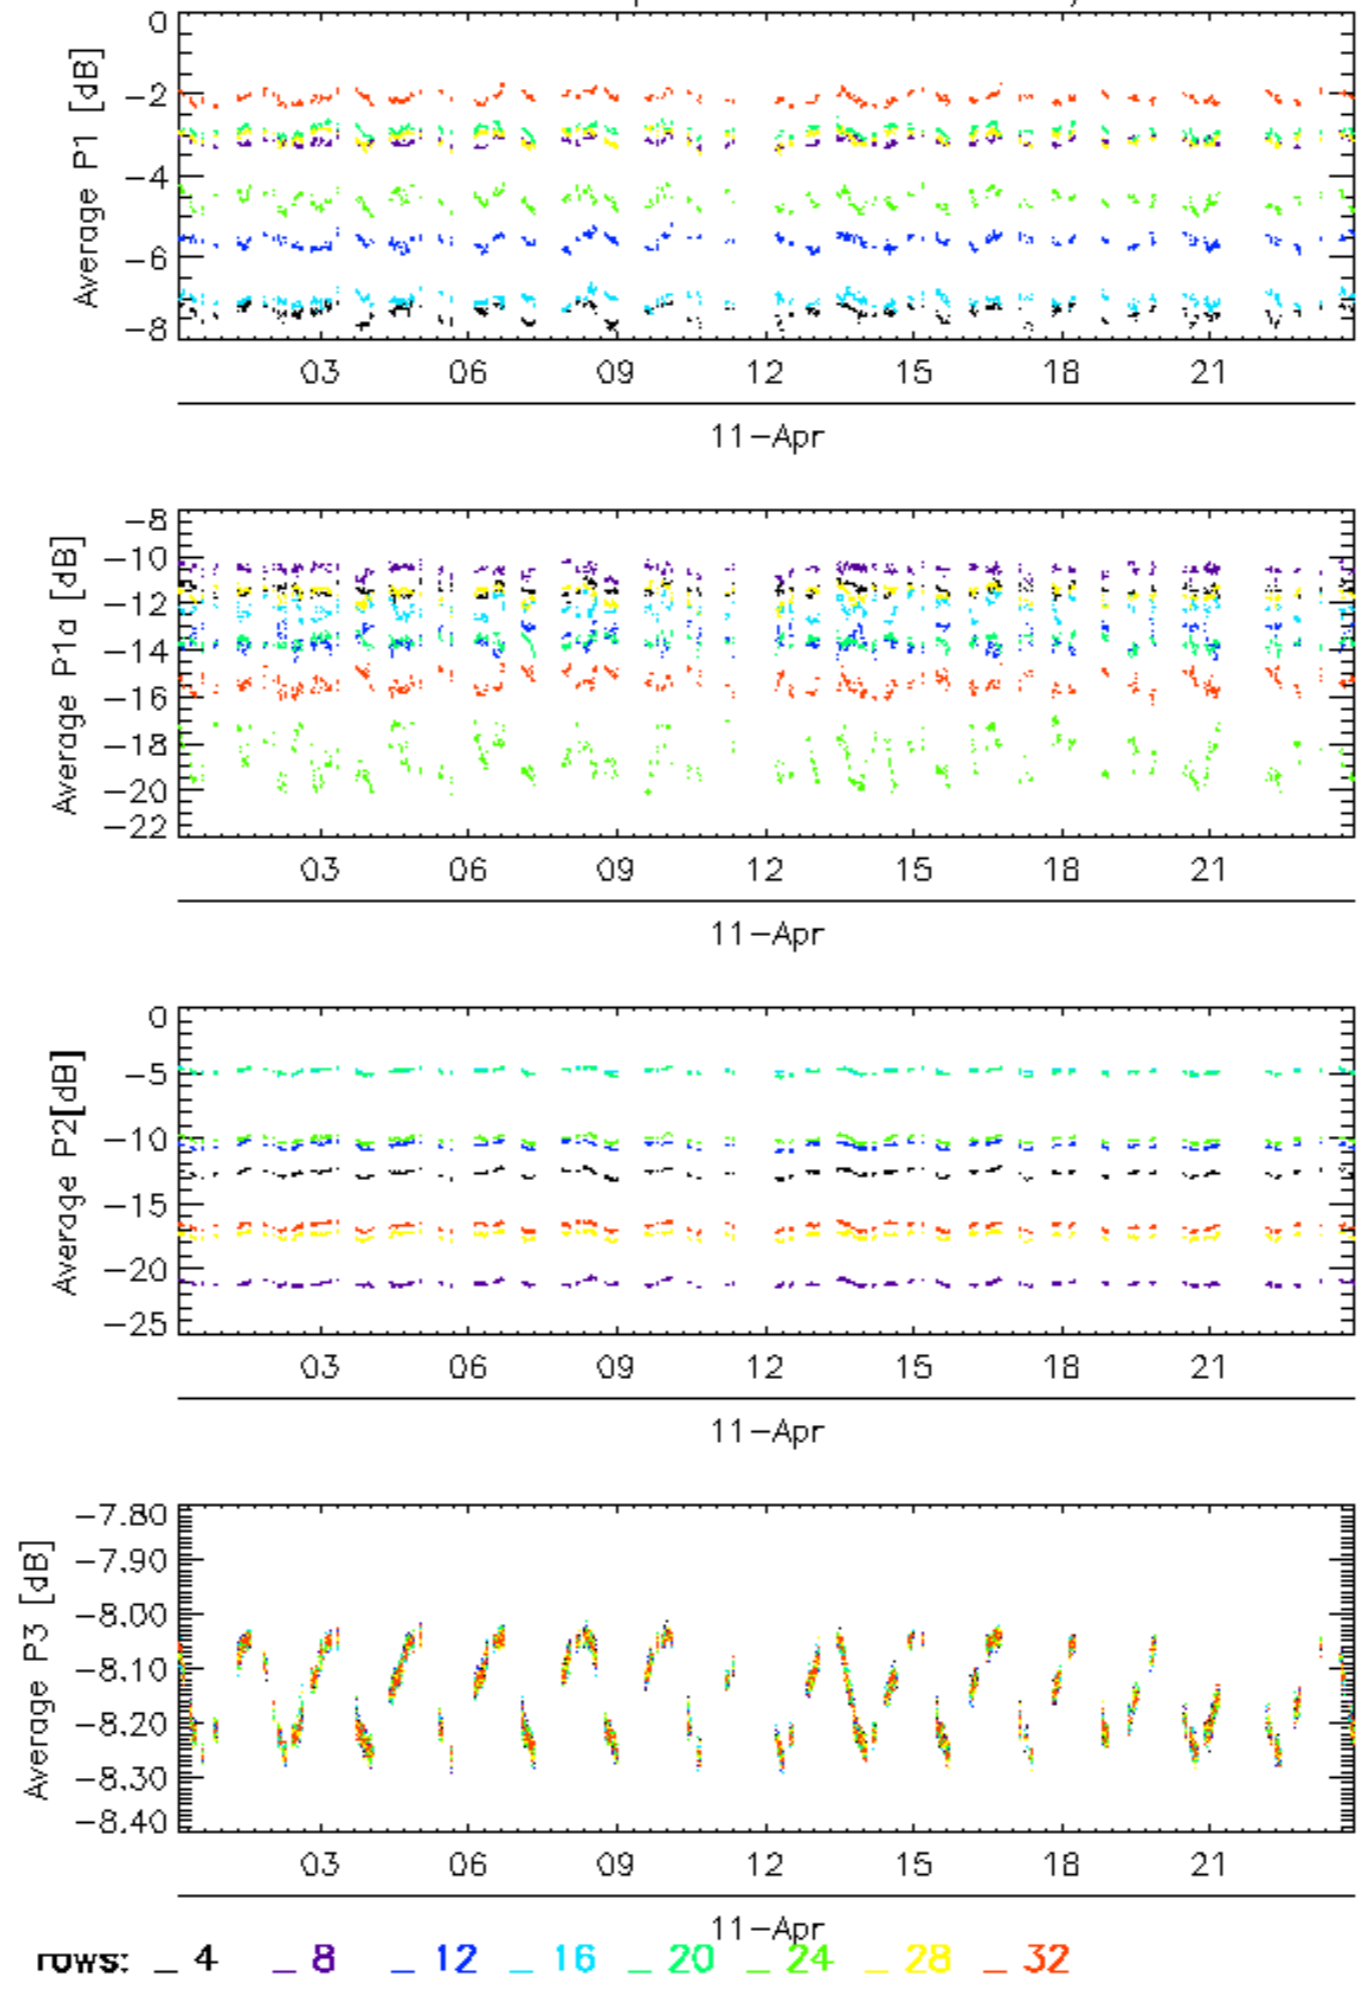 0
−2
−4
−6
−8
Average P1 [dB]
03 06 09 12 15 18 21
11−Apr
−8
−10
−12
−14
−16
−18
−20
−22
Average P1a [dB]
03 06 09 12 15 18 21
11−Apr
0
−5
−10
−15
−20
−25
Average P2[dB]
03 06 09 12 15 18 21
11−Apr
−7.80
−7.90
−8.00
−8.10
−8.20
−8.30
−8.40
Average P3 [dB]
03 06 09 12 15 18 21
11−Apr
rows: _ 4 _ 8 _ 12 _ 16 _ 20 _ 24 _ 28 _ 32